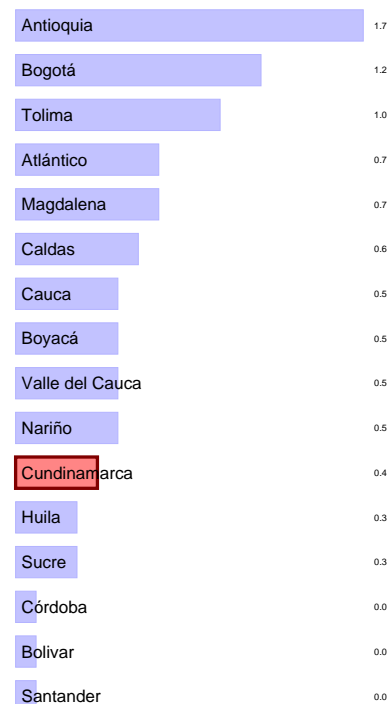 Antioquia 1.7
Bogotá 1.2
Tolima 1.0
Atlántico 0.7
Magdalena 0.7
Caldas 0.6
Cauca 0.5
Boyacá 0.5
Valle del Cauca 0.5
Nariño 0.5
Cundinamarca 0.4
Huila 0.3
Sucre 0.3
Córdoba 0.0
Bolivar 0.0
Santander 0.0